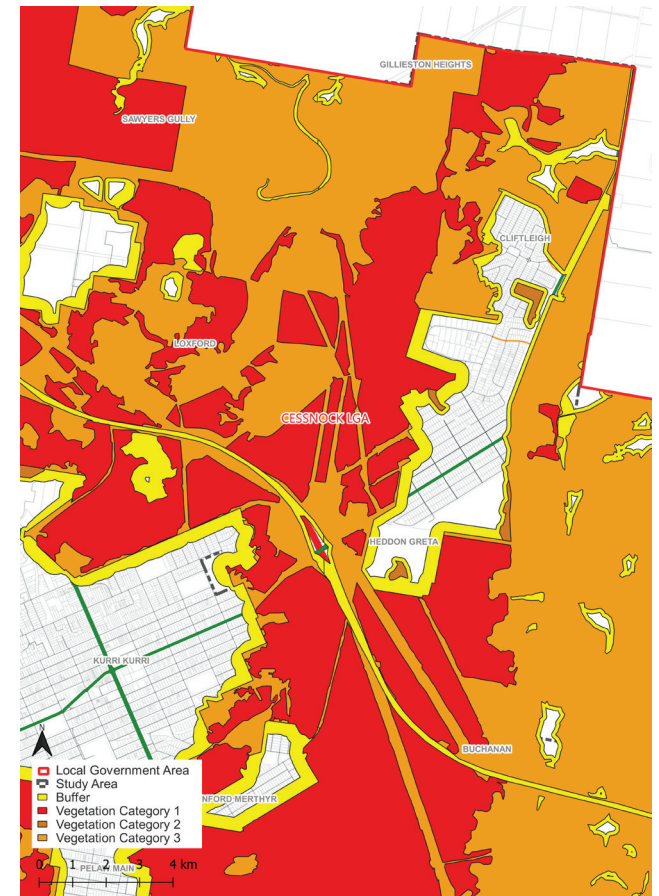 GILLIESTON HEIGHTS
SAWYERS GULLY
CLIFTLEIGH
LOXFORD
CESSNOCK LGA
HEDDON GRETA
KURRI KURRI
BUCHANAN
N
Local Government Area
Study Area
Buffer
Vegetation Category 1
Vegetation Category 2
Vegetation Category 3
NFORD MERTHYR
0 1 2 3 4 km
PELAW MAIN